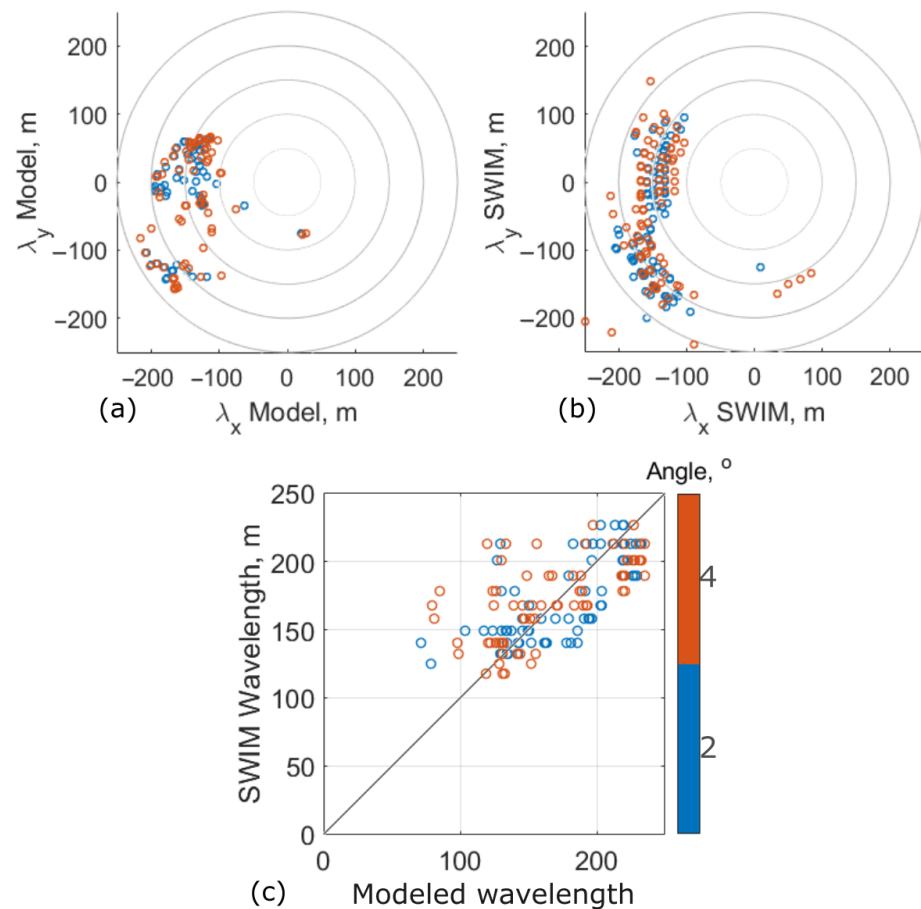 200
100
0
−100
−200
λy Model, m
−200 −100 0 100 200
λx Model, m
(a)
200
100
0
−100
−200
λy SWIM, m
−200 −100 0 100 200
λx SWIM, m
(b)
Angle, o
250
200
150
100
50
0
SWIM Wavelength, m
0 100 200
Modeled wavelength
(c)
4
2